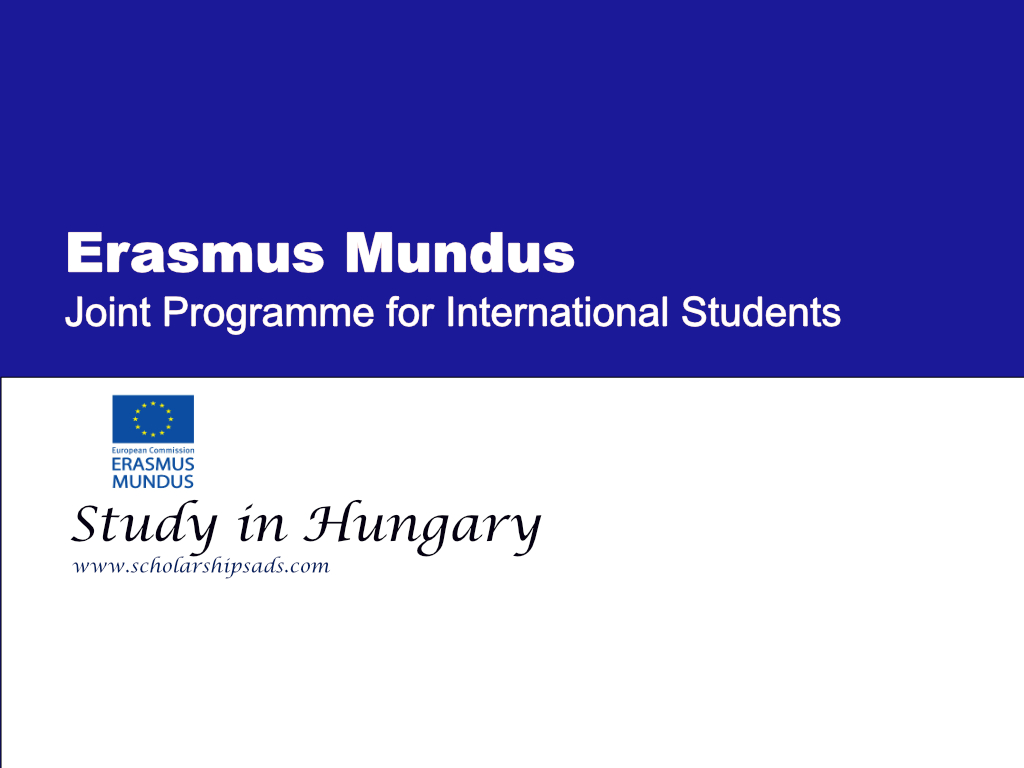 Erasmus Mundus
Joint Programme for International Students
European Commission
ERASMUS
MUNDUS
Study in Hungary
www.scholarshipsads.com